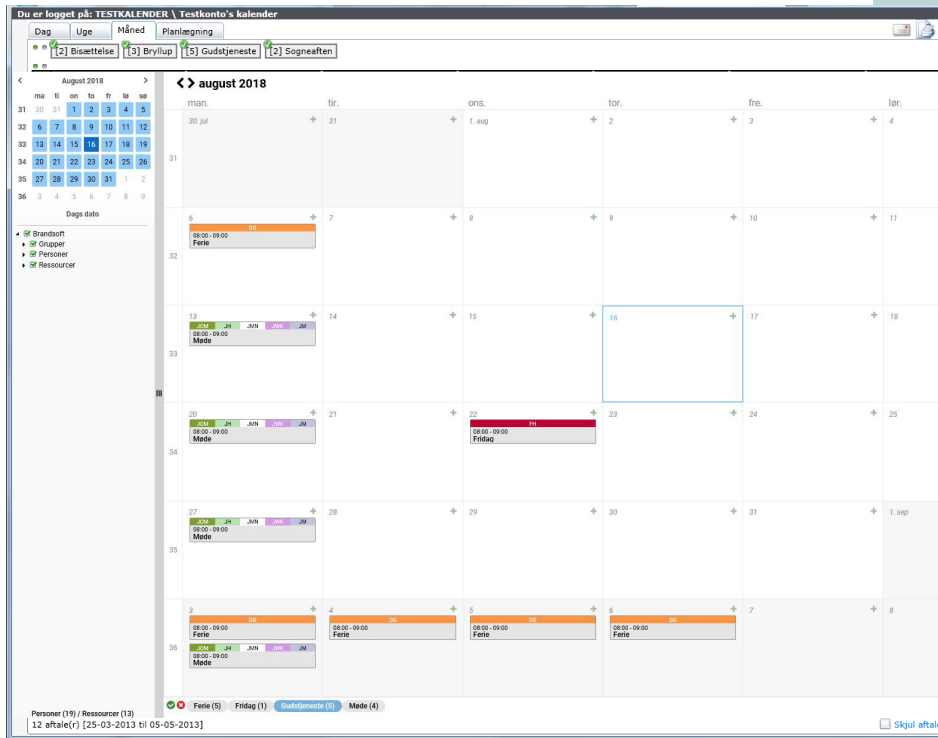 Du er logget på: TESTKALENDER \ Testkonto's kalender
Dag Uge Måned Planlægning
[2] Bisættelse [3] Bryllup [5] Gudstjeneste [2] Sogneaften
August 2018
ma ti on to fr lø sø
31 30 31 1 2 3 4 5
32 6 7 8 9 10 11 12
33 13 14 15 16 17 18 19
34 20 21 22 23 24 25 26
35 27 28 29 30 31 1 2
36 3 4 5 6 7 8 9
Dags dato
Brandsoft
Grupper
Personer
Ressourcer
august 2018
man. tir. ons. tor. fre. lør.
30. jul 31 1. aug 2 3 4
31
6 7 8 9 10 11
DG
08:00 - 09:00
Ferie
32
13 14 15 16 17 18
JOM JH JMN JWK JM
08:00 - 09:00
Møde
33
20 21 22 23 24 25
JOM JH JMN JWK JM FH
08:00 - 09:00 08:00 - 09:00
Møde Fridag
34
27 28 29 30 31 1. sep
JOM JH JMN JWK JM
08:00 - 09:00
Møde
35
3 4 5 6 7 8
DG DG DG DG
08:00 - 09:00 08:00 - 09:00 08:00 - 09:00 08:00 - 09:00
Ferie Ferie Ferie Ferie
36
JOM JH JMN JWK JM
08:00 - 09:00
Møde
Ferie (5) Fridag (1) Gudstjeneste (5) Møde (4)
Personer (19) / Ressourcer (13)
12 aftale(r) [25-03-2013 til 05-05-2013]
Skjul aftale